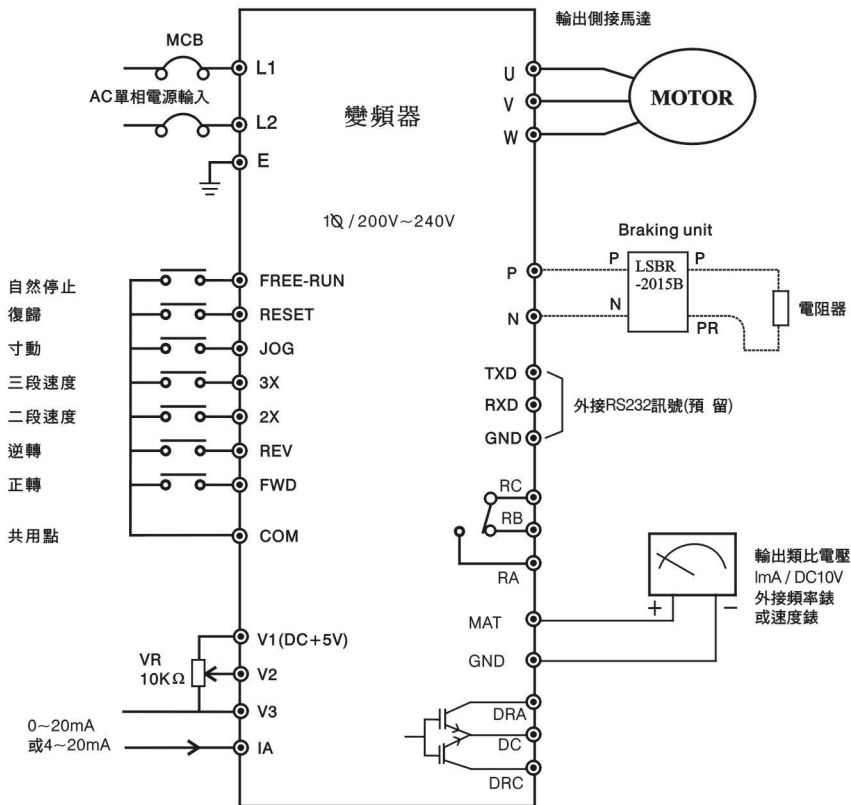 輸出側接馬達
MCB
L1
AC單相電源輸入
L2
E
變頻器
1Ø / 200V～240V
U
V
W
MOTOR
Braking unit
P
P
LSBR
-2015B
P
N
N
PR
電阻器
自然停止
FREE-RUN
復歸
RESET
寸動
JOG
三段速度
3X
二段速度
2X
逆轉
REV
正轉
FWD
共用點
COM
TXD
RXD
GND
外接RS232訊號(預 留)
RC
RB
RA
MAT
GND
+
−
輸出類比電壓
ImA / DC10V
外接頻率錶
或速度錶
V1(DC+5V)
VR
10KΩ
V2
V3
0～20mA
或4～20mA
IA
DRA
DC
DRC